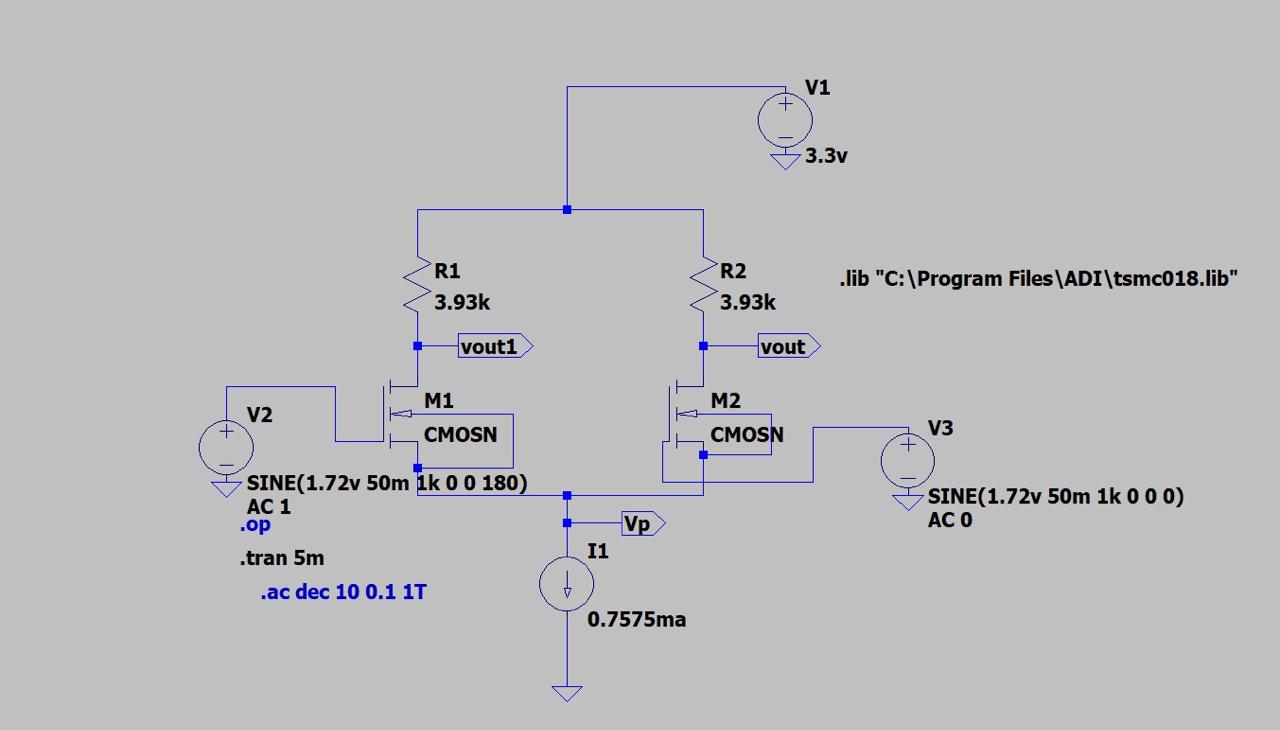 V1
3.3v
R1
3.93k
R2
3.93k
.lib "C:\Program Files\ADI\tsmc018.lib"
vout1
vout
M1
CMOSN
M2
CMOSN
V2
SINE(1.72v 50m 1k 0 0 180)
AC 1
V3
SINE(1.72v 50m 1k 0 0 0)
AC 0
.op
.tran 5m
.ac dec 10 0.1 1T
Vp
I1
0.7575ma